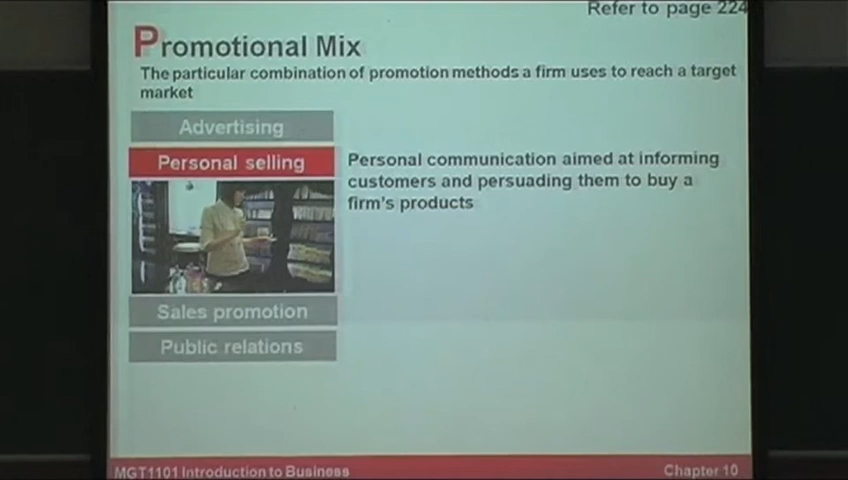 Refer to page 224
Promotional Mix
The particular combination of promotion methods a firm uses to reach a target
market
Advertising
Personal selling
Personal communication aimed at informing
customers and persuading them to buy a
firm's products
Sales promotion
Public relations
MGT1101 Introduction to Business
Chapter 10